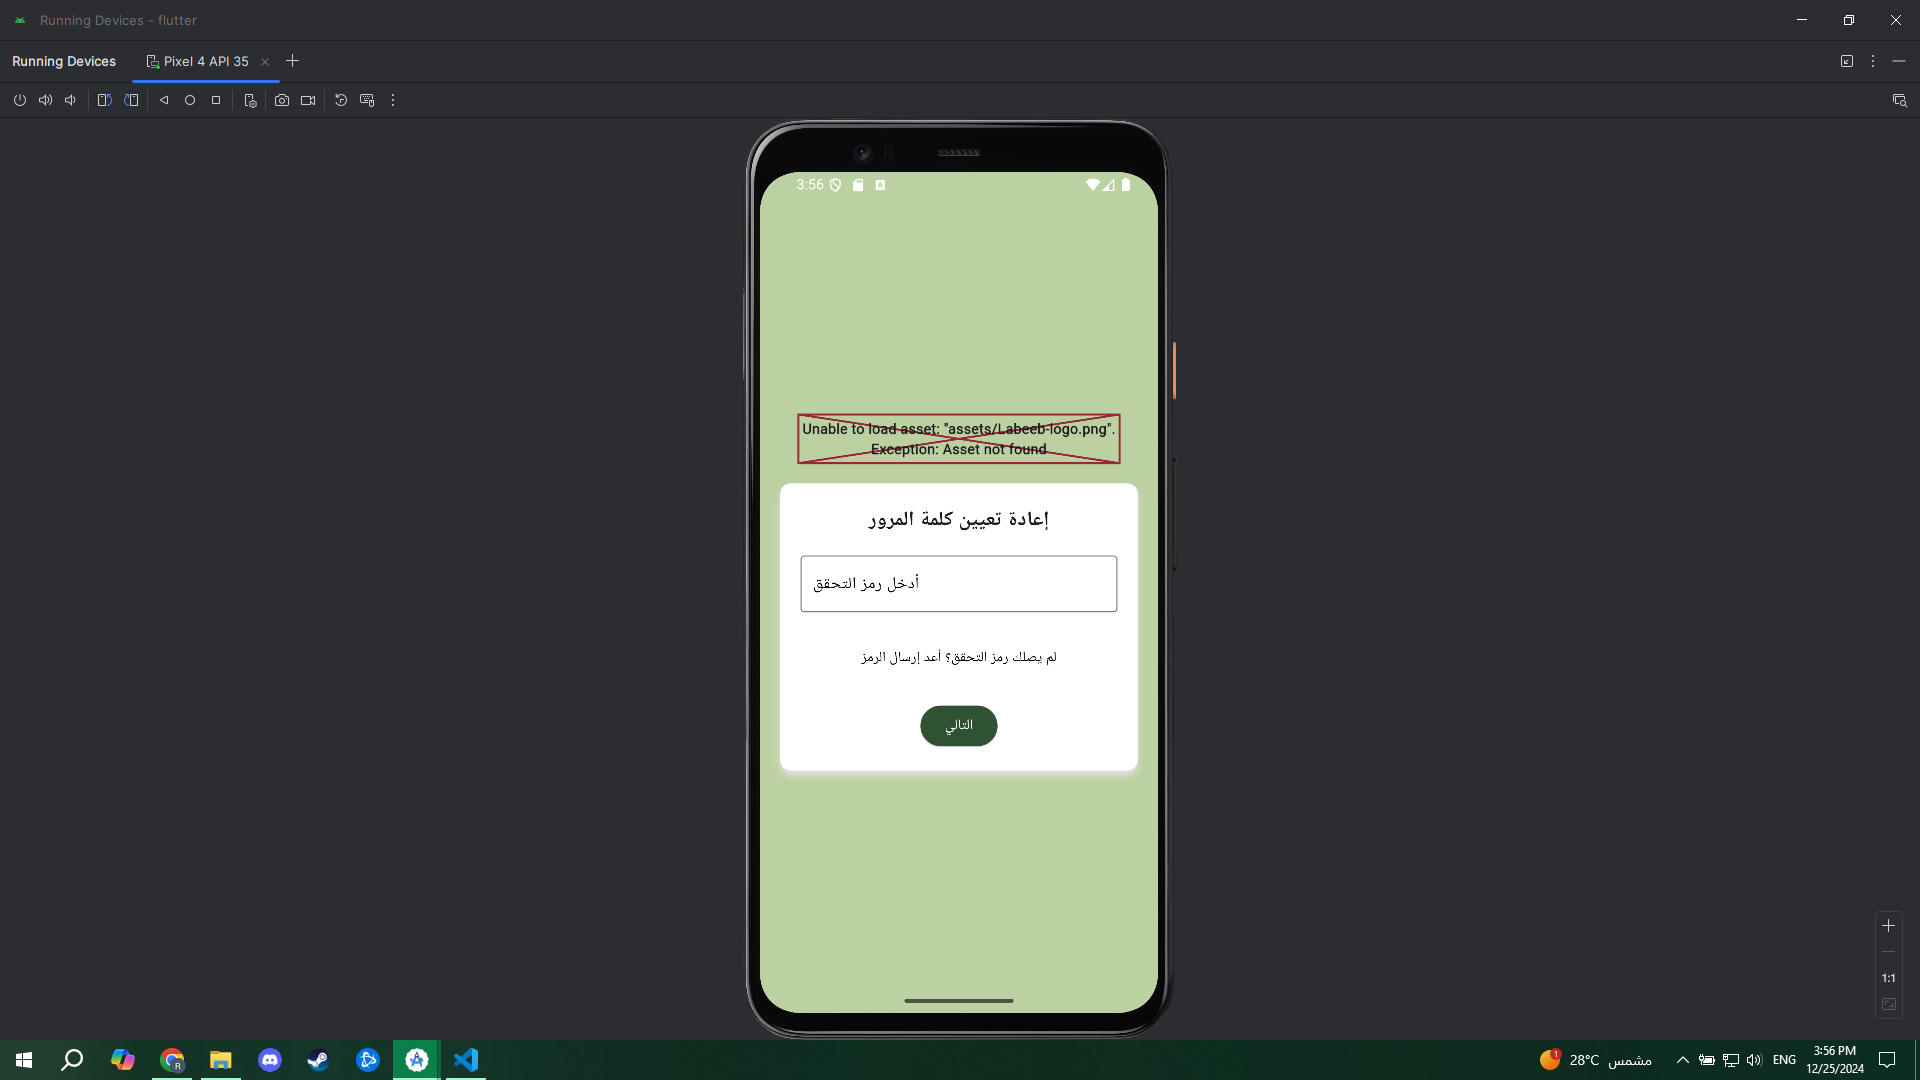 Running Devices - flutter
Running Devices
Pixel 4 API 35
3:56
Unable to load asset: "assets/Labeeb-logo.png".
Exception: Asset not found
إعادة تعيين كلمة المرور
أدخل رمز التحقق
لم يصلك رمز التحقق؟ أعد إرسال الرمز
التالي
1:1
R
1
28°C مشمس
ENG
3:56 PM
12/25/2024